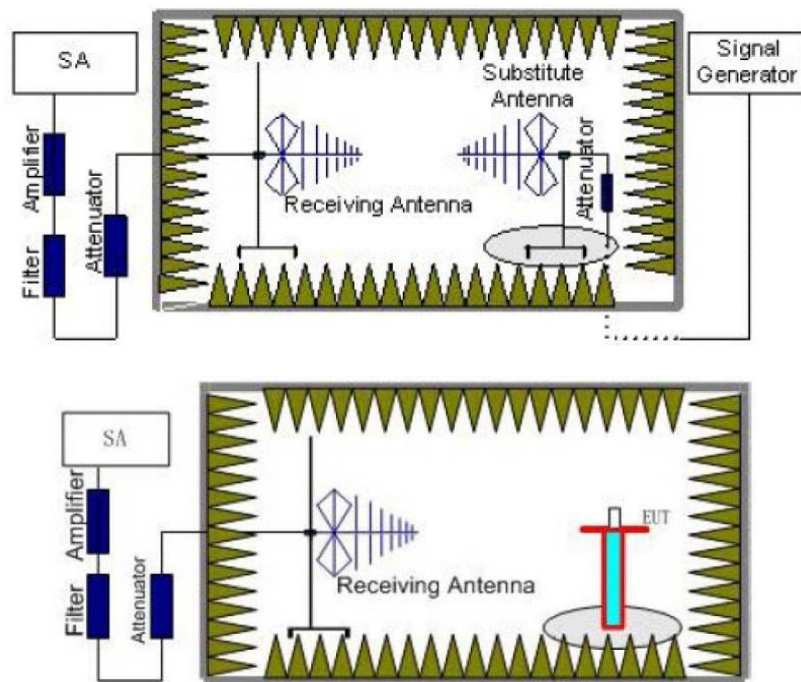 SA
Signal
Generator
Substitute
Antenna
Amplifier
Attenuator
Attenuator
Filter
Receiving Antenna
SA
Amplifier
EUT
Filter
Attenuator
Receiving Antenna